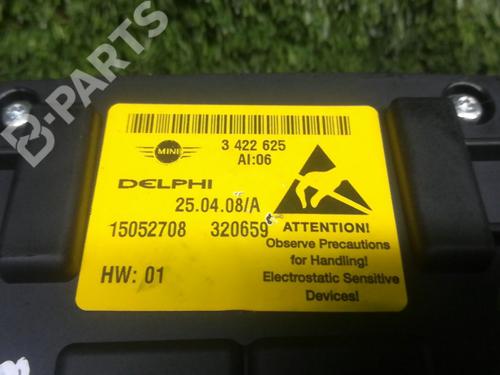 B-PARTS
MINI
3 422 625
AI:06
DELPHI
25.04.08/A
15052708 320659
HW: 01
ATTENTION!
Observe Precautions
for Handling!
Electrostatic Sensitive
Devices!